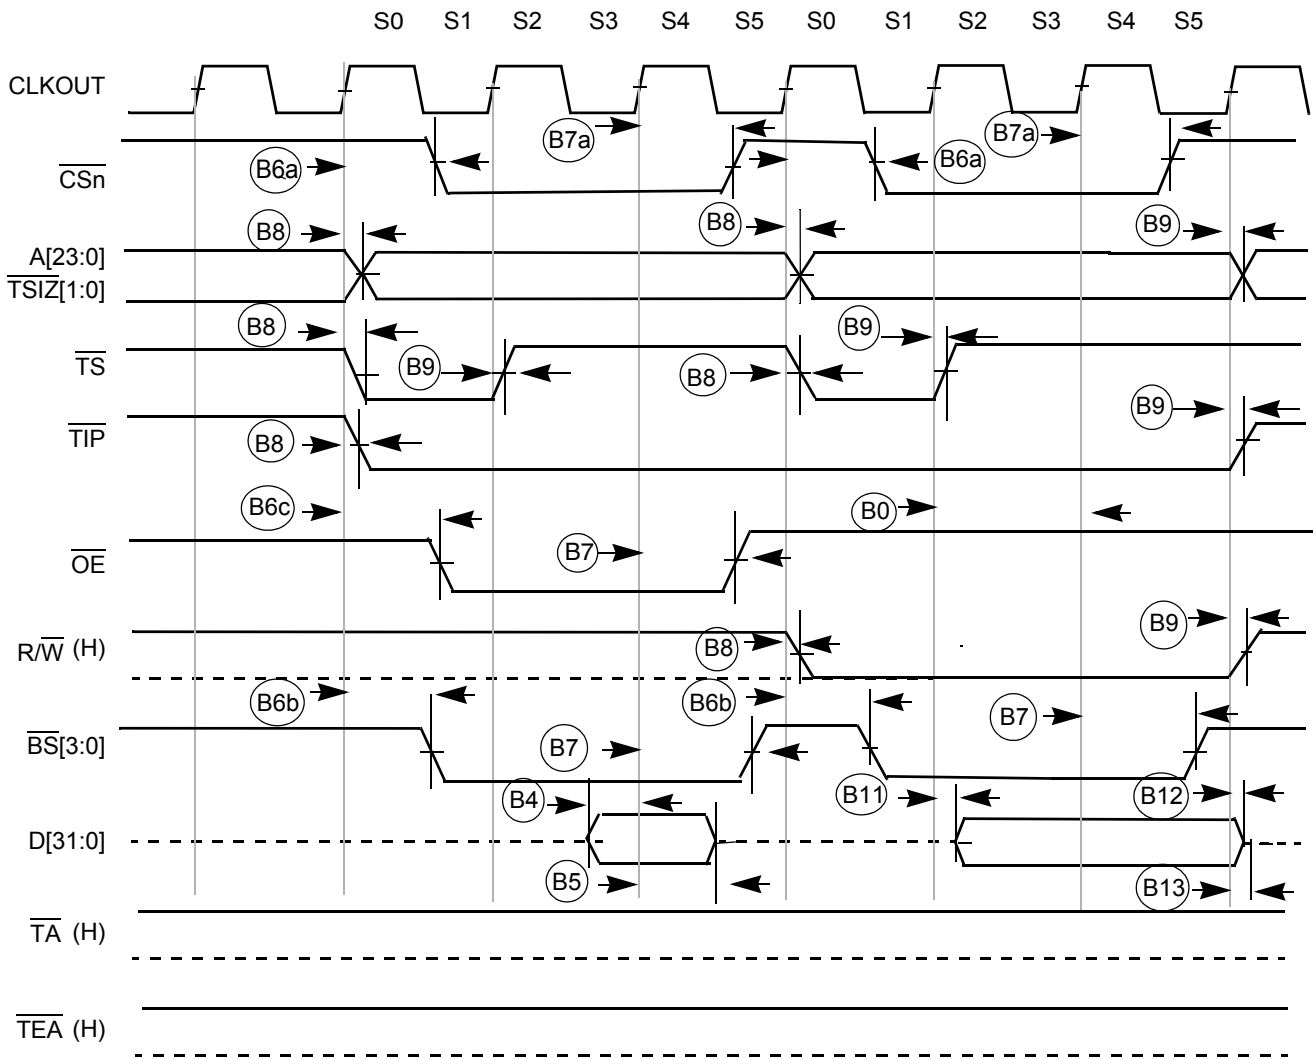 S0 S1 S2 S3 S4 S5 S0 S1 S2 S3 S4 S5
CLKOUT
B7a B7a
CSn B6a B6a
B8 B8 B9
A[23:0]
TSIZ[1:0]
B8 B9
TS B9 B8
B9
TIP B8
B6c B0
OE B7
R/W (H) B8 B9
B6b B6b B7
BS[3:0] B7
B4 B11 B12
D[31:0]
B5 B13
TA (H)
TEA (H)